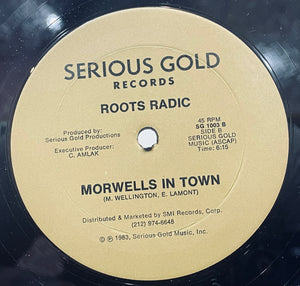 SERIOUS GOLD
RECORDS
ROOTS RADIC
Produced by:
Serious Gold Productions
Executive Producer:
C. AMLAK
45 RPM
SG 1003 B
SIDE B
SERIOUS GOLD
MUSIC (ASCAP)
Time: 6:15
MORWELLS IN TOWN
(M. WELLINGTON, E. LAMONT)
Distributed & Marketed by SMI Records, Corp.
(212) 974-6648
© ℗ 1983, Serious Gold Music, Inc.